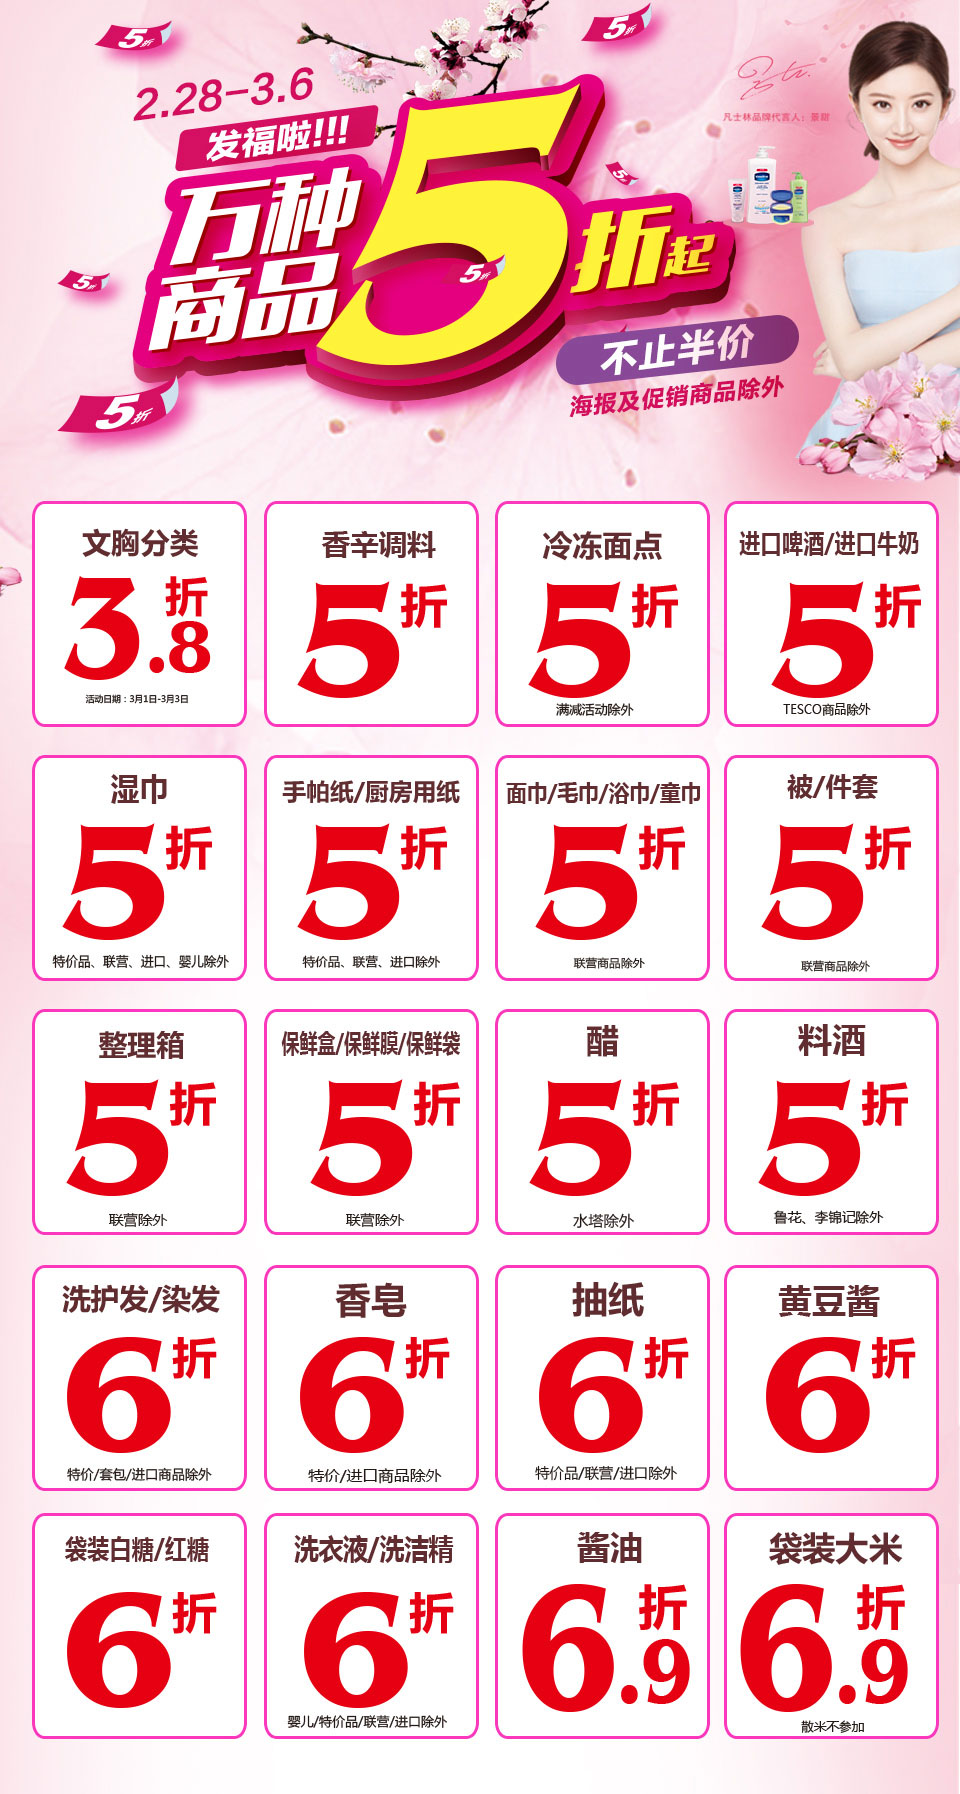 5折
5折
2.28-3.6
发福啦!!!
万种
商品
5折起
5折
5折
5折
5折
不止半价
海报及促销商品除外
凡士林品牌代言人：景甜
文胸分类
3.8折
活动日期：3月1日-3月3日
香辛调料
5折
冷冻面点
5折
满减活动除外
进口啤酒/进口牛奶
5折
TESCO商品除外
湿巾
5折
特价品、联营、进口、婴儿除外
手帕纸/厨房用纸
5折
特价品、联营、进口除外
面巾/毛巾/浴巾/童巾
5折
联营商品除外
被/件套
5折
联营商品除外
整理箱
5折
联营除外
保鲜盒/保鲜膜/保鲜袋
5折
联营除外
醋
5折
水塔除外
料酒
5折
鲁花、李锦记除外
洗护发/染发
6折
特价/套包/进口商品除外
香皂
6折
特价/进口商品除外
抽纸
6折
特价品/联营/进口除外
黄豆酱
6折
袋装白糖/红糖
6折
洗衣液/洗洁精
6折
婴儿/特价品/联营/进口除外
酱油
6.9折
袋装大米
6.9折
散米不参加